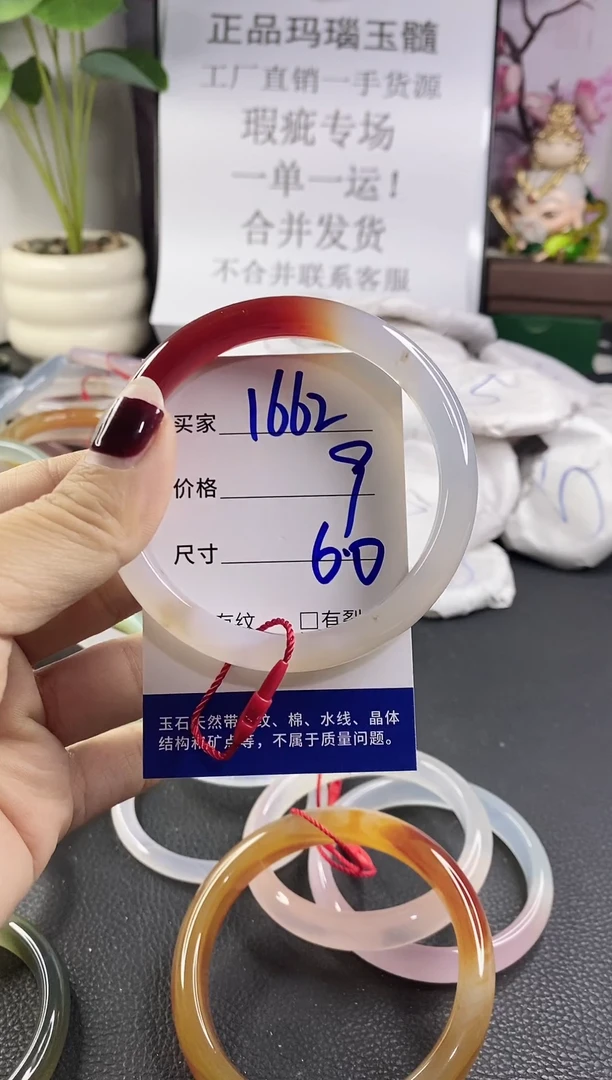 正品玛瑙玉髓
工厂直销一手货源
瑕疵专场
一单一运！
合并发货
不合并联系客服
买家 1662
价格 9
尺寸 6.0
有纹 □有裂
玉石天然带 纹、棉、水线、晶体
结构和矿点等，不属于质量问题。